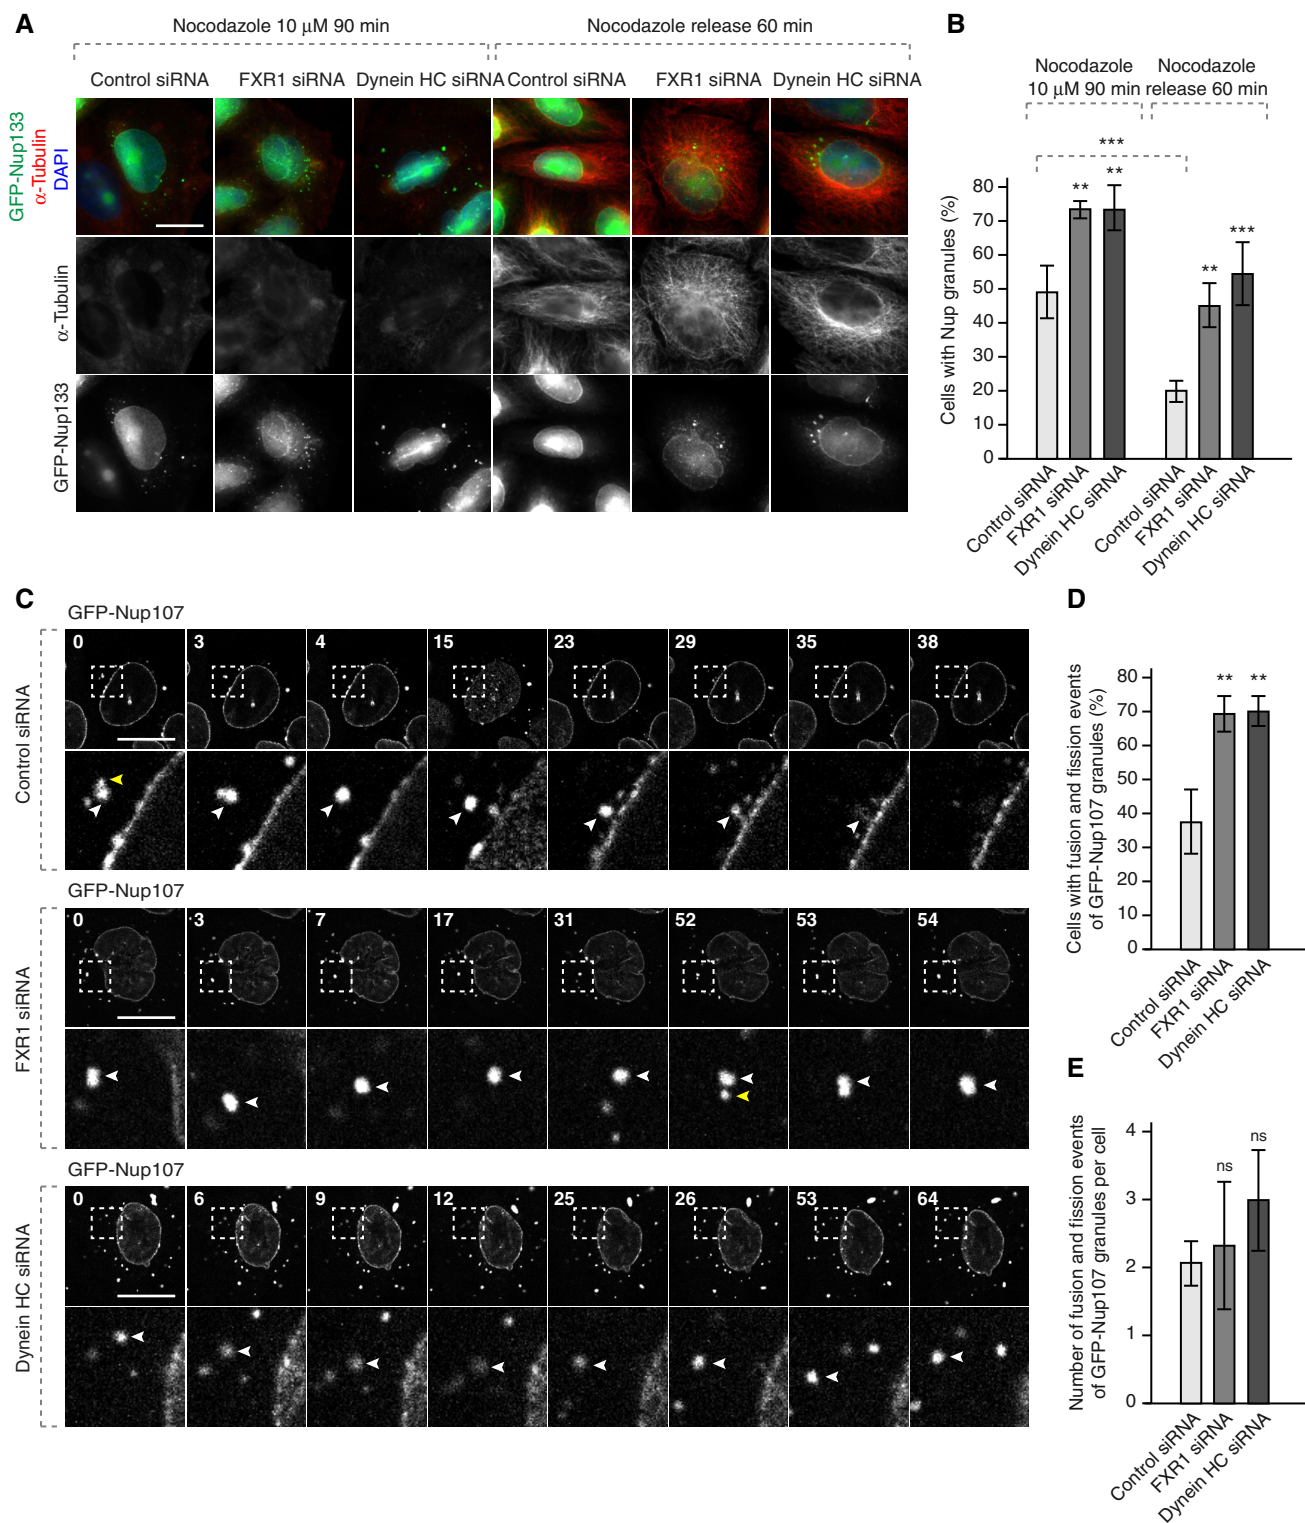 A
Nocodazole 10 μM 90 min
Nocodazole release 60 min
Control siRNA
FXR1 siRNA
Dynein HC siRNA
Control siRNA
FXR1 siRNA
Dynein HC siRNA
GFP-Nup133
α-Tubulin
DAPI
α-Tubulin
GFP-Nup133
B
Nocodazole
10 μM 90 min
Nocodazole
release 60 min
***
**
**
**
***
Cells with Nup granules (%)
80
70
60
50
40
30
20
10
0
Control siRNA
FXR1 siRNA
Dynein HC siRNA
Control siRNA
FXR1 siRNA
Dynein HC siRNA
C
GFP-Nup107
Control siRNA
0
3
4
15
23
29
35
38
GFP-Nup107
FXR1 siRNA
0
3
7
17
31
52
53
54
GFP-Nup107
Dynein HC siRNA
0
6
9
12
25
26
53
64
D
Cells with fusion and fission events
of GFP-Nup107 granules (%)
80
70
60
50
40
30
20
10
0
**
**
Control siRNA
FXR1 siRNA
Dynein HC siRNA
E
Number of fusion and fission events
of GFP-Nup107 granules per cell
4
3
2
1
0
ns
ns
Control siRNA
FXR1 siRNA
Dynein HC siRNA